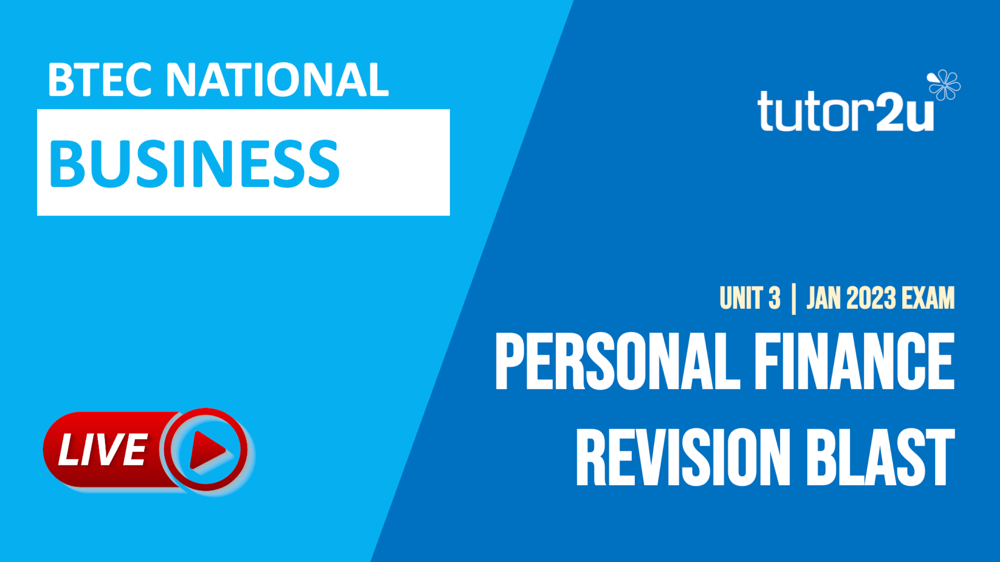 BTEC NATIONAL
BUSINESS
tutor2u
UNIT 3 | JAN 2023 EXAM
PERSONAL FINANCE
REVISION BLAST
LIVE